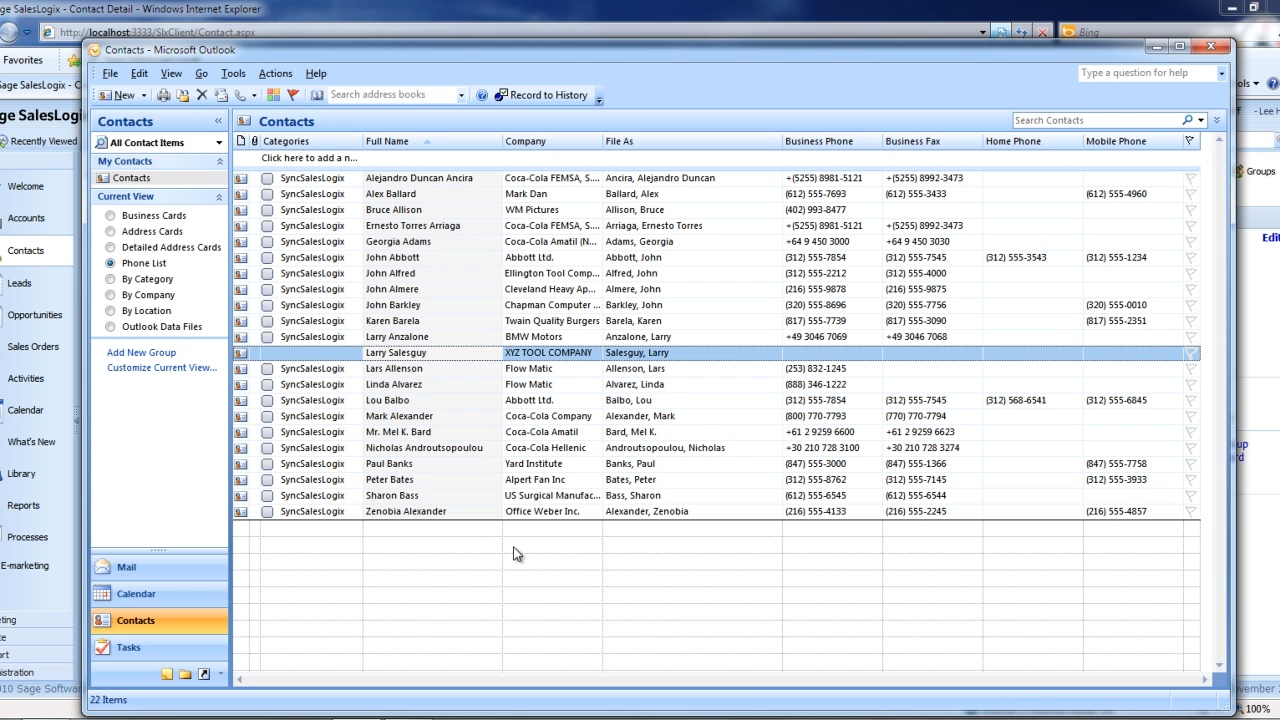 ge SalesLogix - Contact Detail - Windows Internet Explorer
http://localhost:3333/SlxClient/Contact.aspx
Bing
Favorites
Contacts - Microsoft Outlook
File Edit View Go Tools Actions Help
Type a question for help
age SalesLogix - C
New
Search address books
Record to History
ge SalesLogi
Recently Viewed
Welcome
Accounts
Contacts
Leads
Opportunities
Sales Orders
Activities
Calendar
What's New
Library
Reports
Processes
E-marketing
Contacts
All Contact Items
My Contacts
Contacts
Current View
Business Cards
Address Cards
Detailed Address Cards
Phone List
By Category
By Company
By Location
Outlook Data Files
Add New Group
Customize Current View...
Mail
Calendar
Contacts
Tasks
Contacts
Search Contacts
Categories Full Name Company File As Business Phone Business Fax Home Phone Mobile Phone
Click here to add a n...
SyncSalesLogix Alejandro Duncan Ancira Coca-Cola FEMSA, S.... Ancira, Alejandro Duncan +(5255) 8981-5121 +(5255) 8992-3473
SyncSalesLogix Alex Ballard Mark Dan Ballard, Alex (612) 555-7693 (612) 555-3433 (612) 555-4960
SyncSalesLogix Bruce Allison WM Pictures Allison, Bruce (402) 993-8477
SyncSalesLogix Ernesto Torres Arriaga Coca-Cola FEMSA, S.... Arriaga, Ernesto Torres +(5255) 8981-5121 +(5255) 8992-3473
SyncSalesLogix Georgia Adams Coca-Cola Amatil (N... Adams, Georgia +64 9 450 3000 +64 9 450 3030
SyncSalesLogix John Abbott Abbott Ltd. Abbott, John (312) 555-7854 (312) 555-7545 (312) 555-3543 (312) 555-1234
SyncSalesLogix John Alfred Ellington Tool Comp... Alfred, John (312) 555-2212 (312) 555-4000
SyncSalesLogix John Almere Cleveland Heavy Ap... Almere, John (216) 555-9878 (216) 555-9875
SyncSalesLogix John Barkley Chapman Computer ... Barkley, John (320) 555-8696 (320) 555-7756 (320) 555-0010
SyncSalesLogix Karen Barela Twain Quality Burgers Barela, Karen (817) 555-7739 (817) 555-3090 (817) 555-2351
SyncSalesLogix Larry Anzalone BMW Motors Anzalone, Larry +49 3046 7069 +49 3046 7068
Larry Salesguy XYZ TOOL COMPANY Salesguy, Larry
SyncSalesLogix Lars Allenson Flow Matic Allenson, Lars (253) 832-1245
SyncSalesLogix Linda Alvarez Flow Matic Alvarez, Linda (888) 346-1222
SyncSalesLogix Lou Balbo Abbott Ltd. Balbo, Lou (312) 555-7854 (312) 555-7545 (312) 568-6541 (312) 555-6845
SyncSalesLogix Mark Alexander Coca-Cola Company Alexander, Mark (800) 770-7793 (770) 770-7794
SyncSalesLogix Mr. Mel K. Bard Coca-Cola Amatil Bard, Mel K. +61 2 9259 6600 +61 2 9259 6623
SyncSalesLogix Nicholas Androutsopoulou Coca-Cola Hellenic Androutsopoulou, Nicholas +30 210 728 3100 +30 210 728 3274
SyncSalesLogix Paul Banks Yard Institute Banks, Paul (847) 555-3000 (847) 555-1366 (847) 555-7758
SyncSalesLogix Peter Bates Alpert Fan Inc Bates, Peter (312) 555-8762 (312) 555-7145 (312) 555-3933
SyncSalesLogix Sharon Bass US Surgical Manufac... Bass, Sharon (612) 555-6545 (612) 555-6544
SyncSalesLogix Zenobia Alexander Office Weber Inc. Alexander, Zenobia (216) 555-4133 (216) 555-2245 (216) 555-4857
22 Items
ols
- Lee H
Groups
Edit
up
rd
eting
ce
ort
nistration
010 Sage Softwa
vember 2
100%